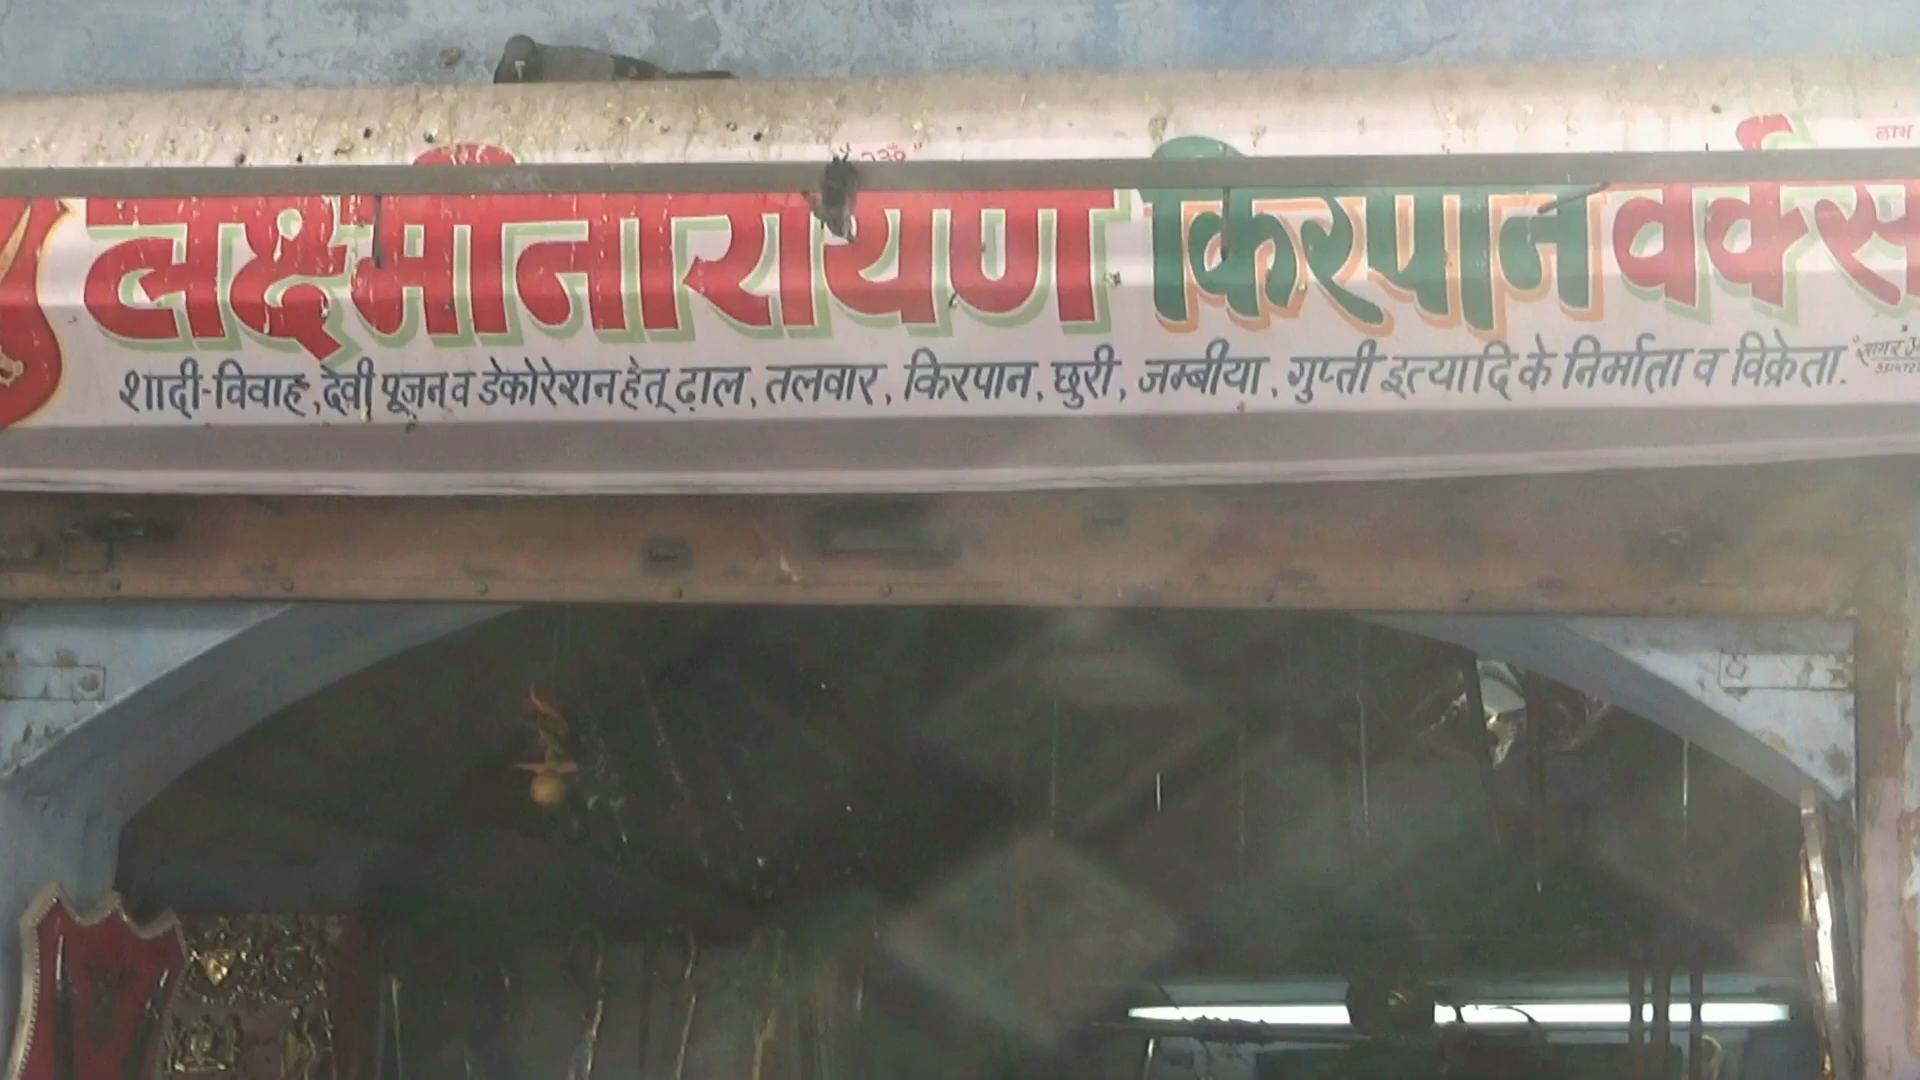 लाभ
लक्ष्मीनारायण किरपान वर्कस
शादी-विवाह, देवी पूजन व डेकोरेशन हेतू ढ़ाल, तलवार, किरपान, छुरी, जम्बीया, गुप्ती इत्यादि के निर्माता व विक्रेता.